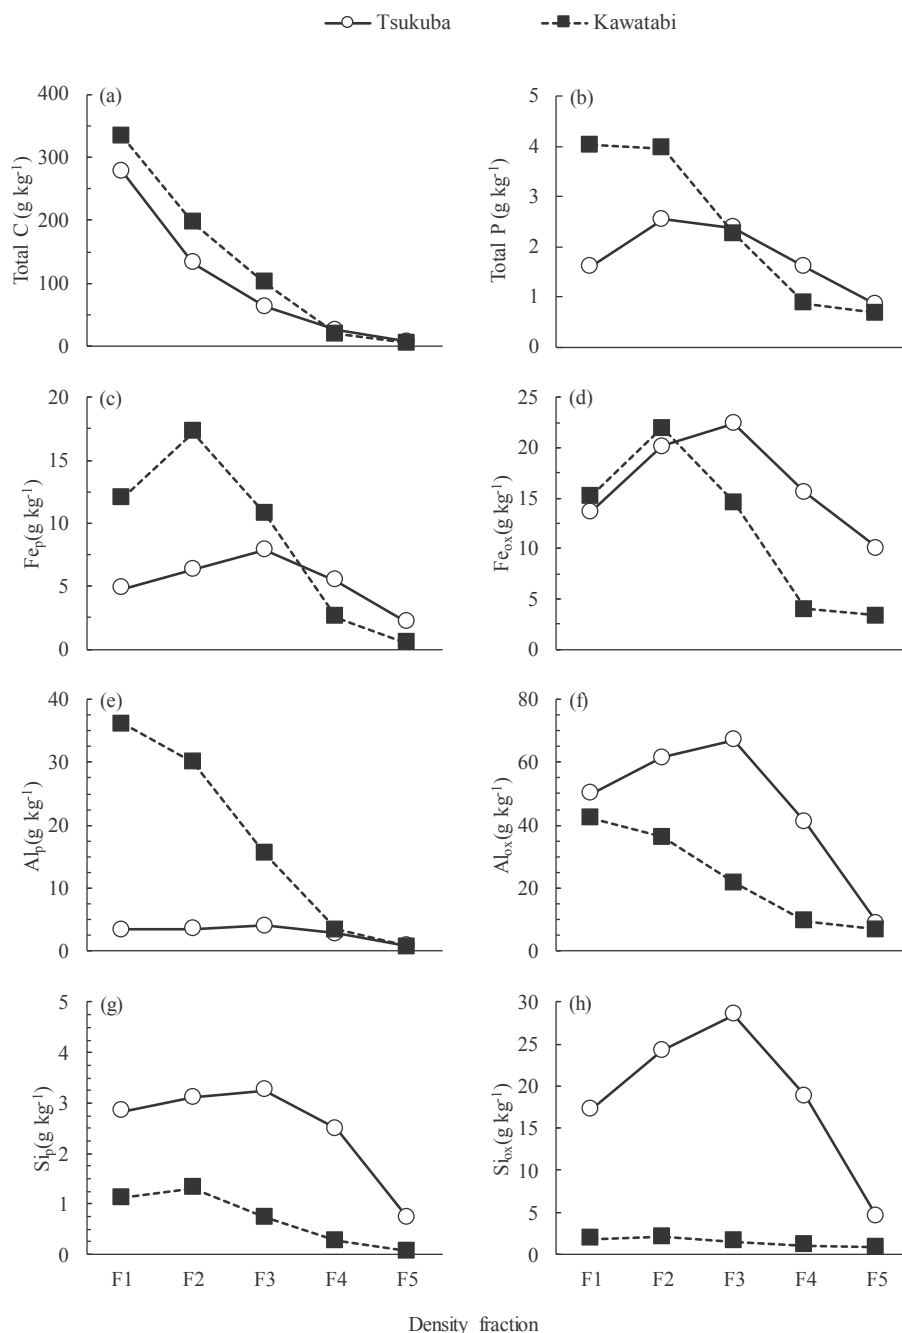 Tsukuba Kawatabi
(a)
Total C (g kg-1)
400
300
200
100
0
(b)
Total P (g kg-1)
5
4
3
2
1
0
(c)
Fep(g kg-1)
20
15
10
5
0
(d)
Feox(g kg-1)
25
20
15
10
5
0
(e)
Alp(g kg-1)
40
30
20
10
0
(f)
Alox(g kg-1)
80
60
40
20
0
(g)
Sip(g kg-1)
5
4
3
2
1
0
F1 F2 F3 F4 F5
(h)
Siox(g kg-1)
30
25
20
15
10
5
0
F1 F2 F3 F4 F5
Density fraction